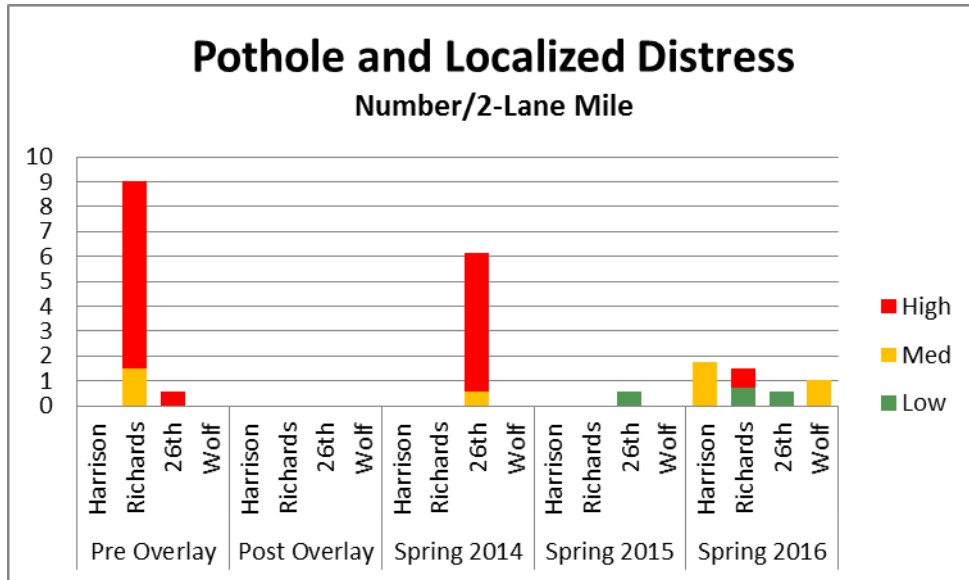 Pothole and Localized Distress
Number/2-Lane Mile
10
9
8
7
6
5
4
3
2
1
0
High
Med
Low
Harrison
Richards
26th
Wolf
Harrison
Richards
26th
Wolf
Harrison
Richards
26th
Wolf
Harrison
Richards
26th
Wolf
Harrison
Richards
26th
Wolf
Pre Overlay
Post Overlay
Spring 2014
Spring 2015
Spring 2016